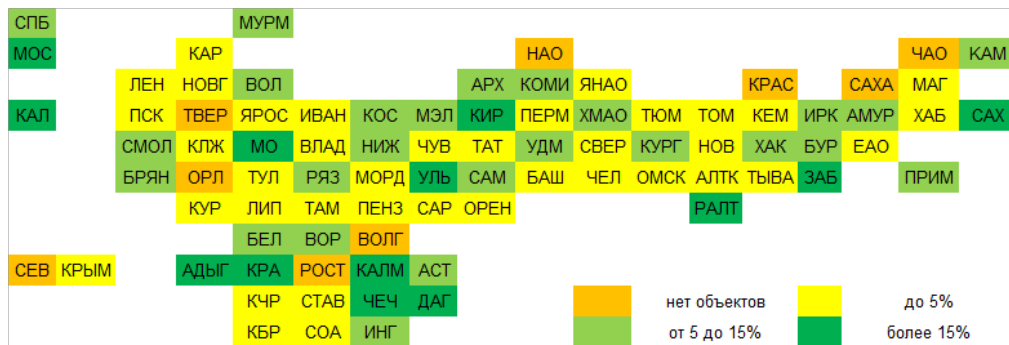 СПБ МУРМ
МОС КАР НАО ЧАО КАМ
ЛЕН НОВГ ВОЛ АРХ КОМИ ЯНАО КРАС САХА МАГ
КАЛ ПСК ТВЕР ЯРОС ИВАН КОС МЭЛ КИР ПЕРМ ХМАО ТЮМ ТОМ КЕМ ИРК АМУР ХАБ САХ
СМОЛ КЛЖ МО ВЛАД НИЖ ЧУВ ТАТ УДМ СВЕР КУРГ НОВ ХАК БУР ЕАО
БРЯН ОРЛ ТУЛ РЯЗ МОРД УЛЬ САМ БАШ ЧЕЛ ОМСК АЛТК ТЫВА ЗАБ ПРИМ
КУР ЛИП ТАМ ПЕНЗ САР ОРЕН РАЛТ
БЕЛ ВОР ВОЛГ
СЕВ КРЫМ АДЫГ КРА РОСТ КАЛМ АСТ
КЧР СТАВ ЧЕЧ ДАГ нет объектов до 5%
КБР СОА ИНГ от 5 до 15% более 15%